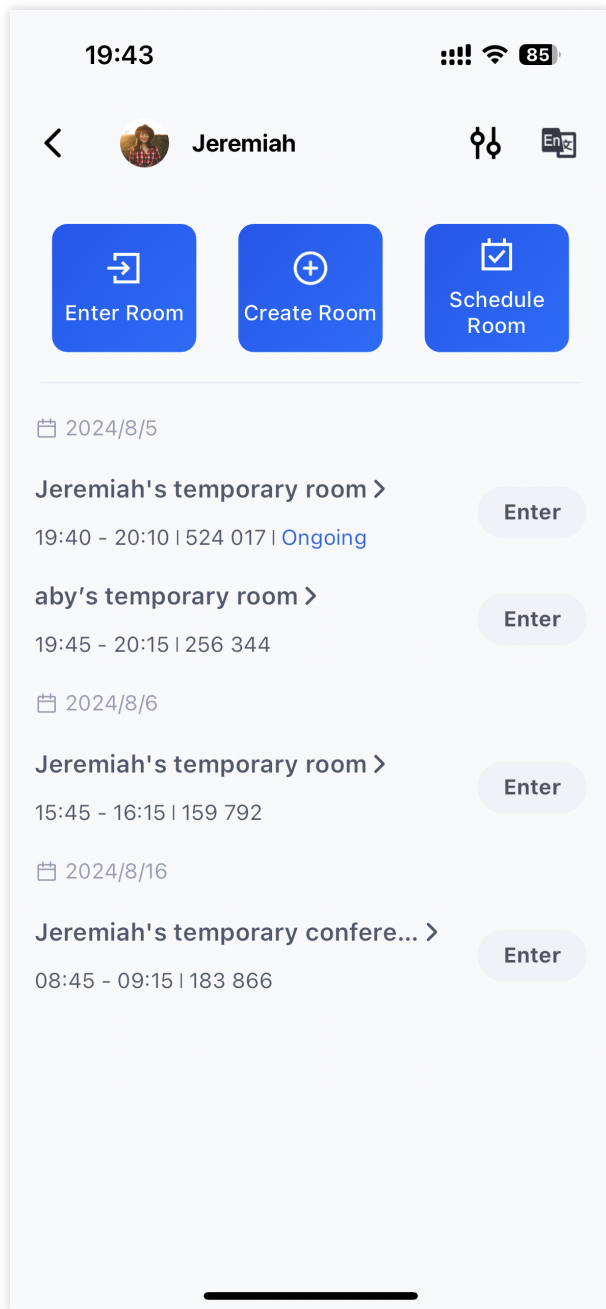 19:43
85
Jeremiah
En 文
Enter Room
Create Room
Schedule
Room
2024/8/5
Jeremiah's temporary room
Enter
19:40 - 20:10 | 524 017 | Ongoing
aby’s temporary room
Enter
19:45 - 20:15 | 256 344
2024/8/6
Jeremiah's temporary room
Enter
15:45 - 16:15 | 159 792
2024/8/16
Jeremiah's temporary confere...
Enter
08:45 - 09:15 | 183 866